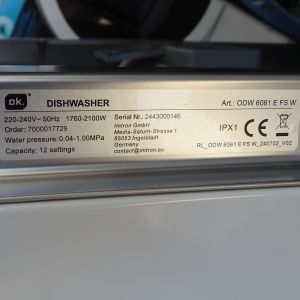 ok. DISHWASHER Art.: ODW 6061 E FS W
220-240V~ 50Hz 1760-2100W
Order: 7000017729
Water pressure: 0.04-1.00MPa
Capacity: 12 settings
Serial Nr.: 2443000146
Imtron GmbH
Media-Saturn-Strasse 1
85053 Ingolstadt
Germany
contact@imtron.com
IPX1 CE
RL_ODW 6061 E FS W_240702_V02